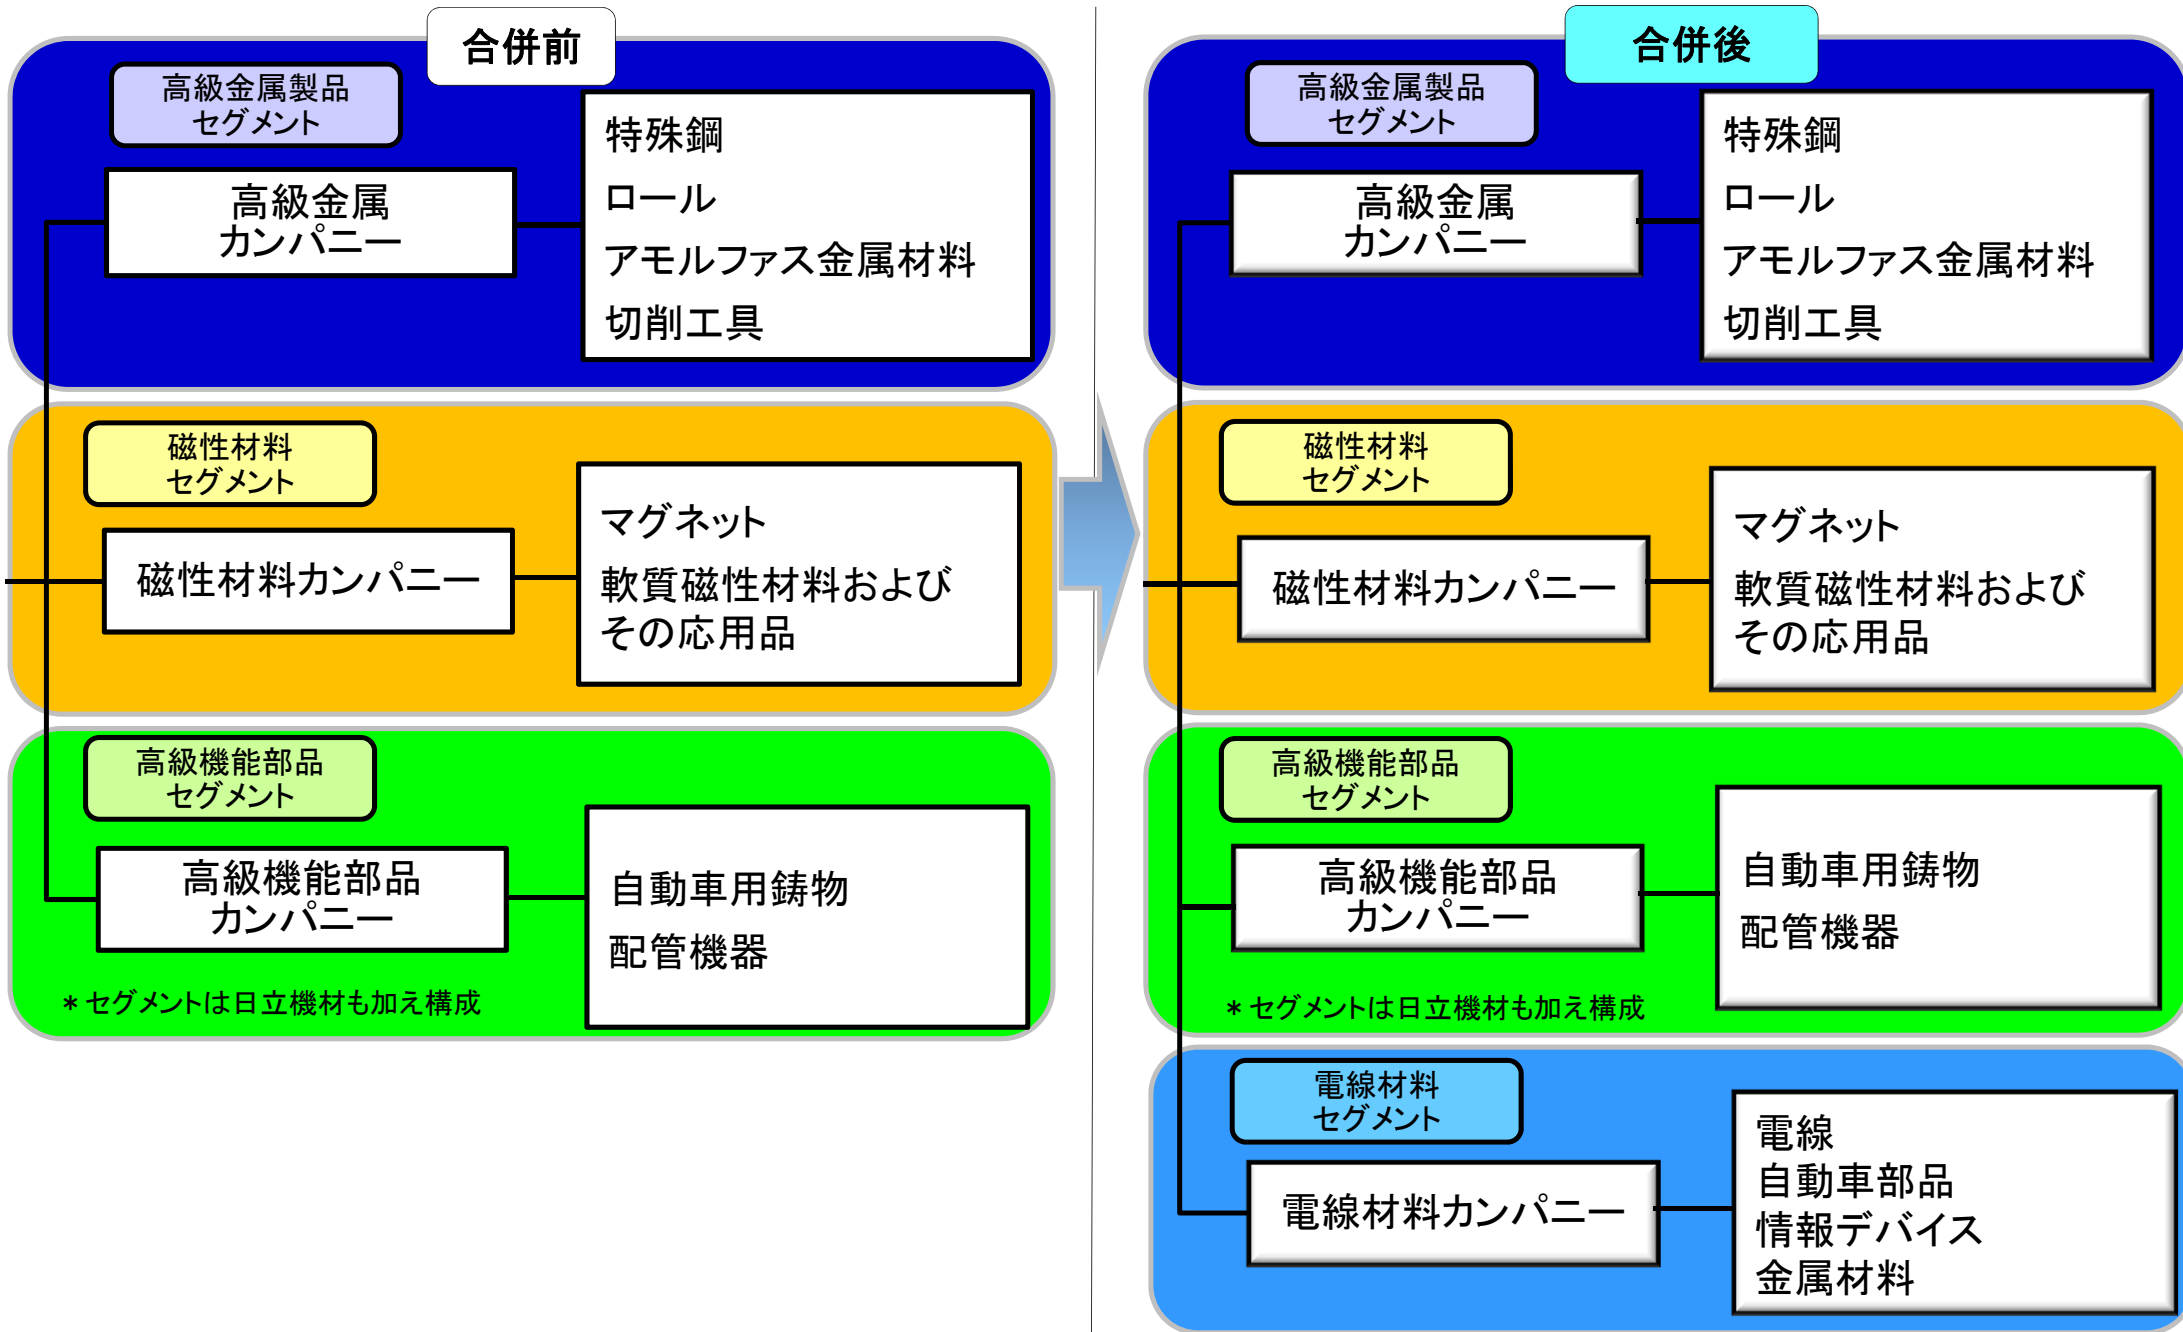 合併前
高級金属製品
セグメント
高級金属
カンパニー
特殊鋼
ロール
アモルファス金属材料
切削工具
磁性材料
セグメント
磁性材料カンパニー
マグネット
軟質磁性材料および
その応用品
高級機能部品
セグメント
高級機能部品
カンパニー
自動車用鋳物
配管機器
＊セグメントは日立機材も加え構成
合併後
高級金属製品
セグメント
高級金属
カンパニー
特殊鋼
ロール
アモルファス金属材料
切削工具
磁性材料
セグメント
磁性材料カンパニー
マグネット
軟質磁性材料および
その応用品
高級機能部品
セグメント
高級機能部品
カンパニー
自動車用鋳物
配管機器
＊セグメントは日立機材も加え構成
電線材料
セグメント
電線材料カンパニー
電線
自動車部品
情報デバイス
金属材料